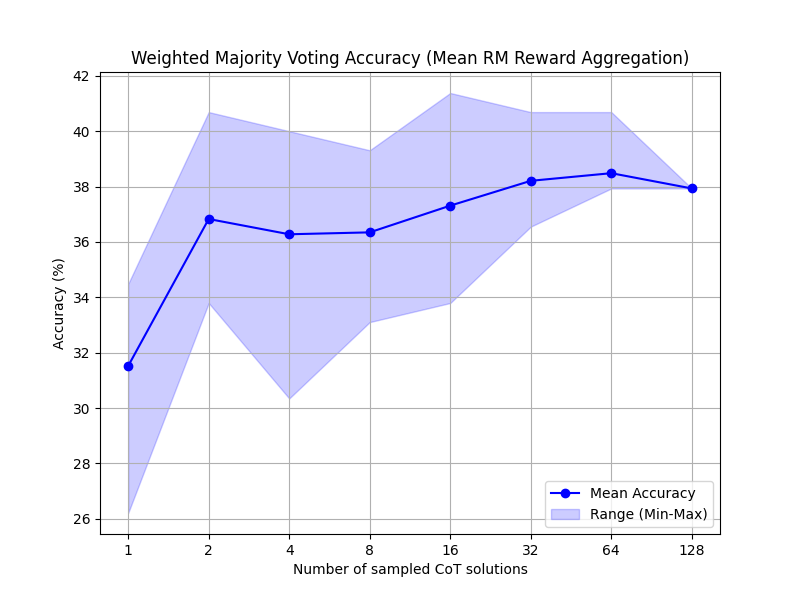 Weighted Majority Voting Accuracy (Mean RM Reward Aggregation)
42
40
38
36
34
32
30
28
26
Accuracy (%)
1 2 4 8 16 32 64 128
Number of sampled CoT solutions
Mean Accuracy
Range (Min-Max)